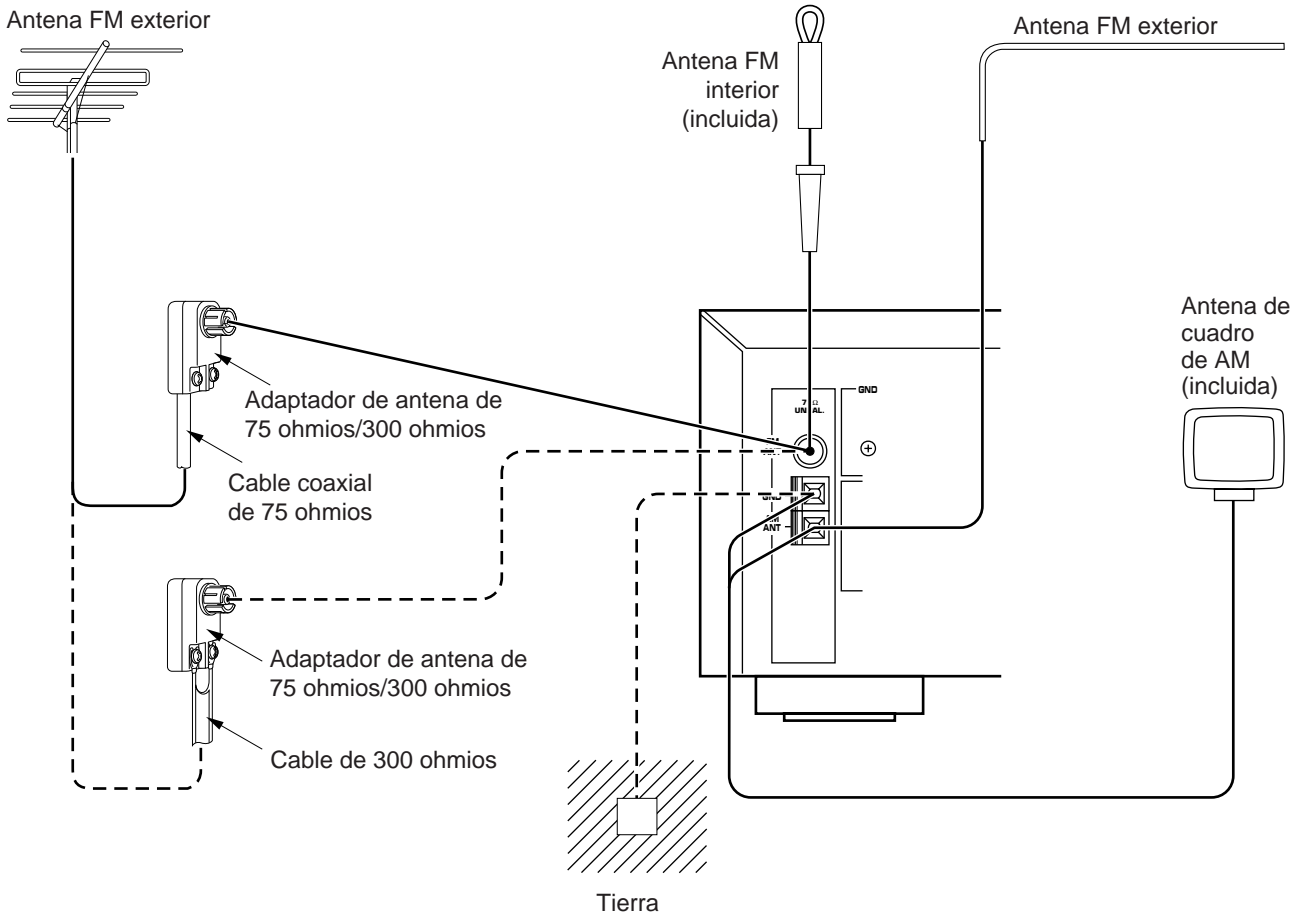 Antena FM exterior
Antena FM
interior
(incluida)
Antena FM exterior
Antena de
cuadro
de AM
(incluida)
GND
UN AL.
GND
ANT
Adaptador de antena de
75 ohmios/300 ohmios
Cable coaxial
de 75 ohmios
Adaptador de antena de
75 ohmios/300 ohmios
Cable de 300 ohmios
Tierra